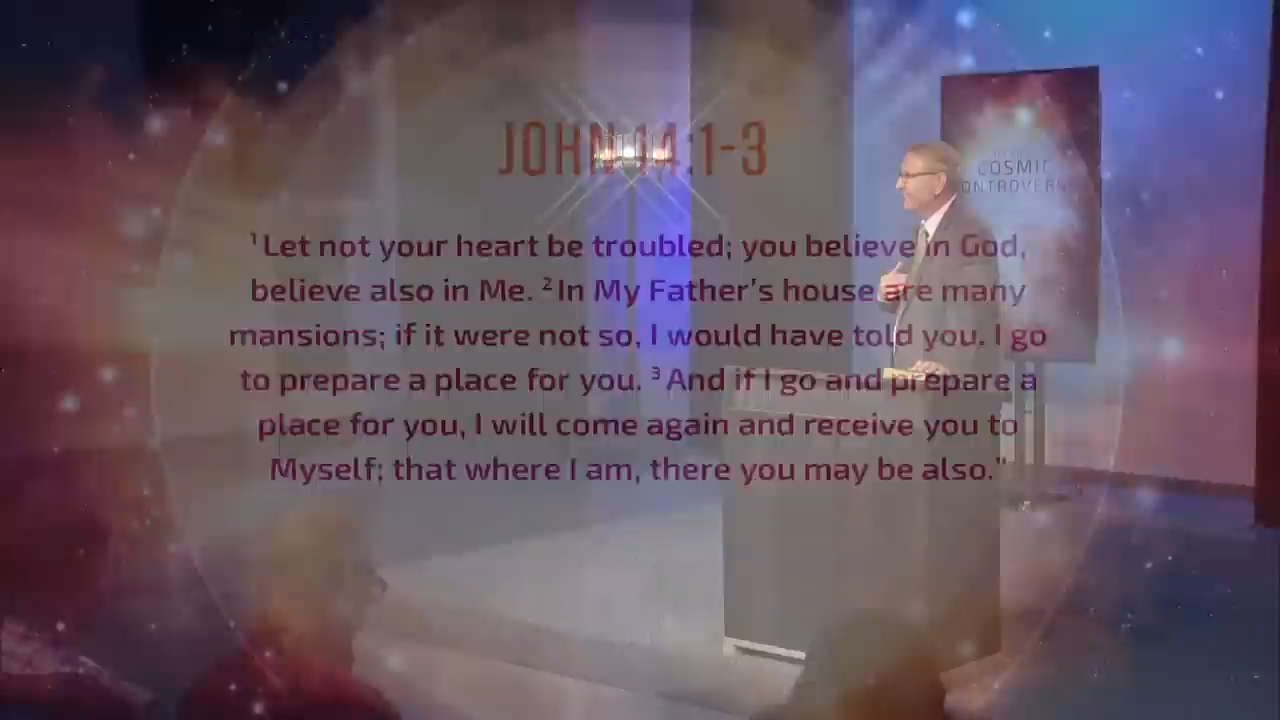 JOHN 14:1-3
¹Let not your heart be troubled; you believe in God,
believe also in Me. ²In My Father's house are many
mansions; if it were not so, I would have told you. I go
to prepare a place for you. ³And if I go and prepare a
place for you, I will come again and receive you to
Myself; that where I am, there you may be also."
COSMIC